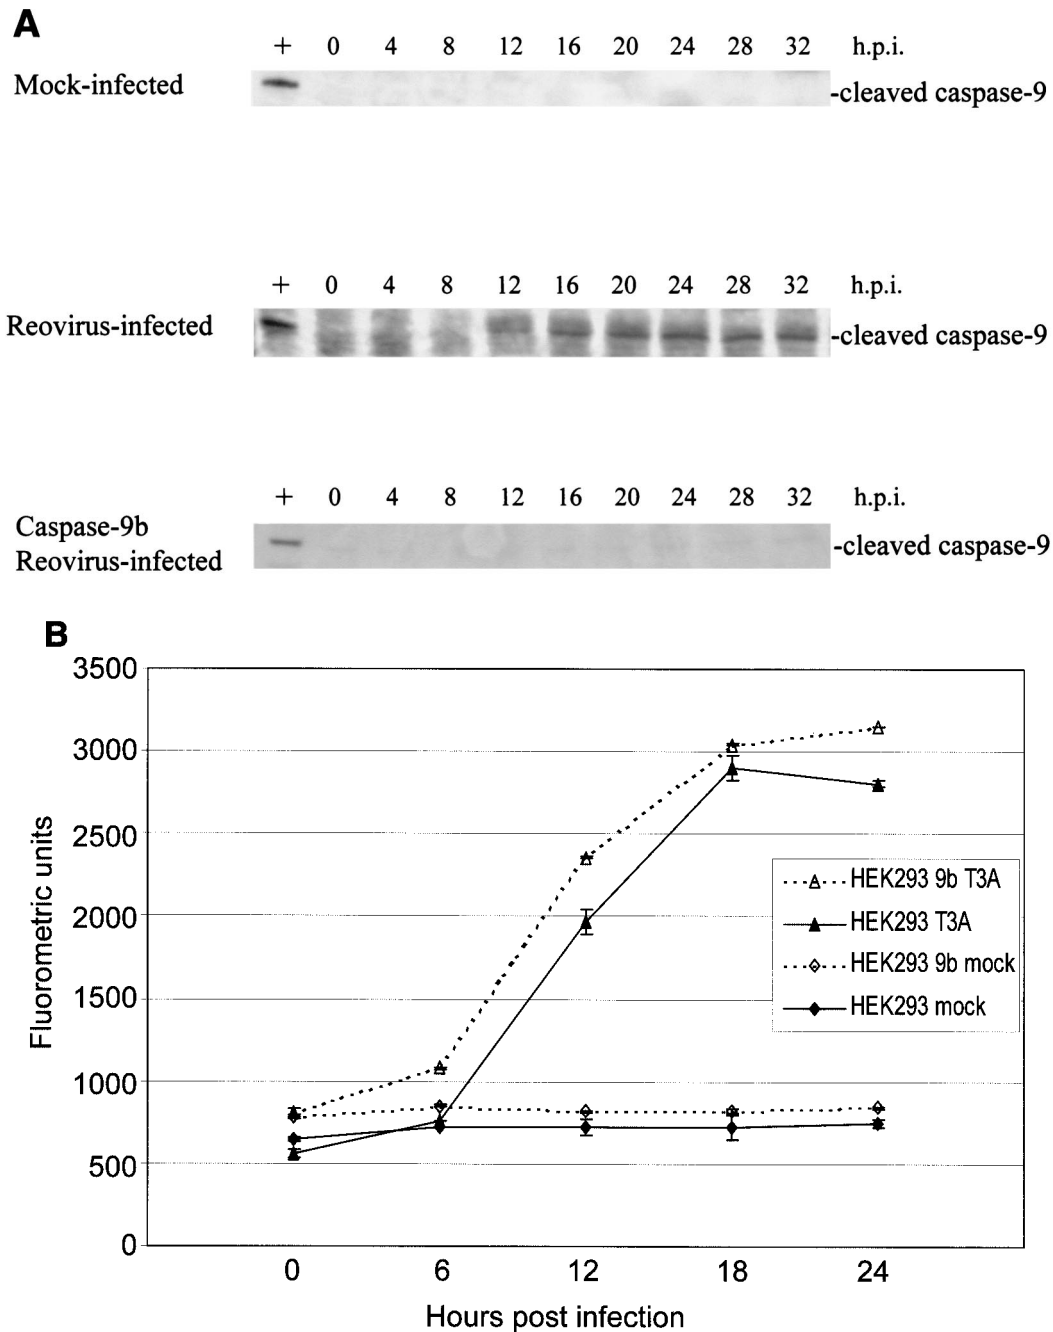 A
+ 0 4 8 12 16 20 24 28 32 h.p.i.
Mock-infected
-cleaved caspase-9
+ 0 4 8 12 16 20 24 28 32 h.p.i.
Reovirus-infected
-cleaved caspase-9
+ 0 4 8 12 16 20 24 28 32 h.p.i.
Caspase-9b
Reovirus-infected
-cleaved caspase-9
B
3500
3000
2500
2000
1500
1000
500
0
Fluorometric units
HEK293 9b T3A
HEK293 T3A
HEK293 9b mock
HEK293 mock
0 6 12 18 24
Hours post infection